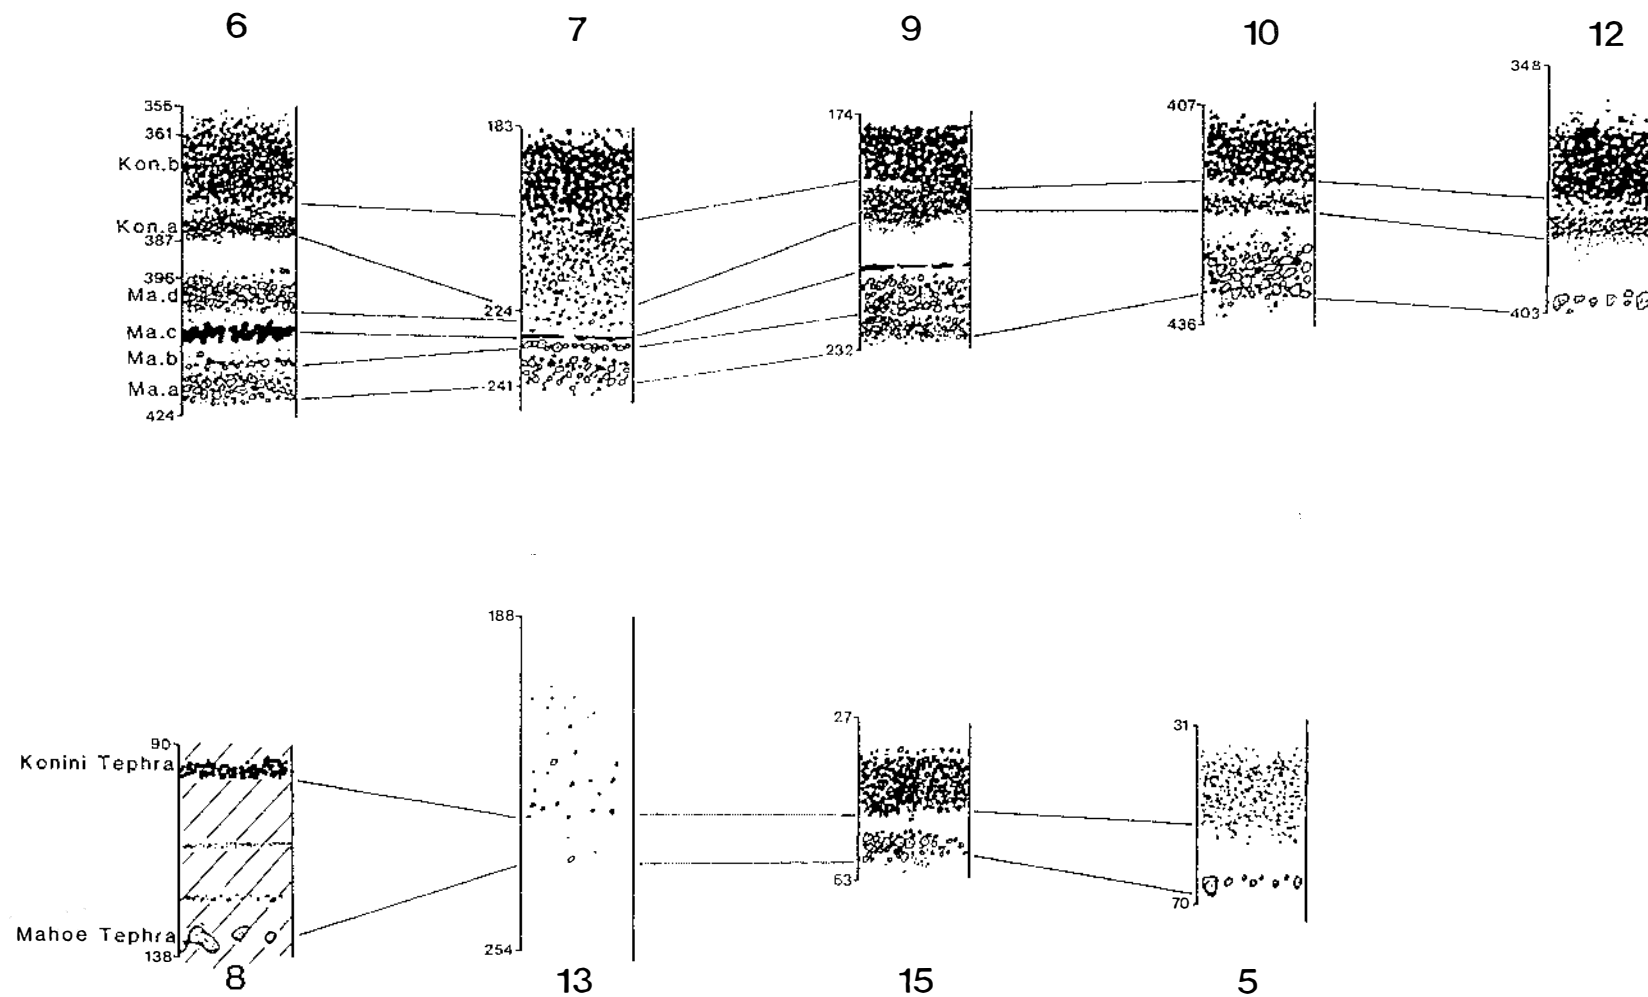 6 7 9 10 12
348
355 407
361 174
183
Kon.b
Kon.a
387
396
Ma.d 224
Ma.c 403
436
Ma.b 232
Ma.a 241
424
188
27 31
90
Konini Tephra
63
70
Mahoe Tephra
138 254
8 13 15 5